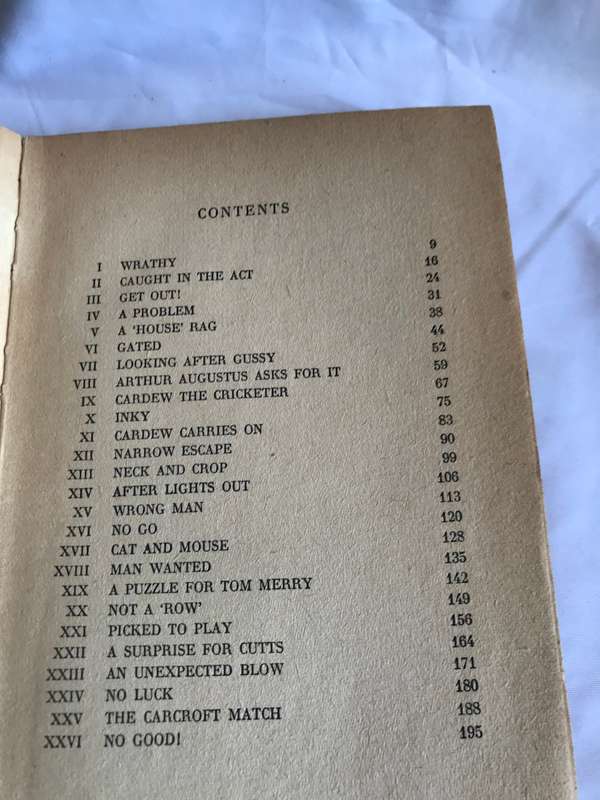 CONTENTS
I WRATHY 9
II CAUGHT IN THE ACT 16
III GET OUT! 24
IV A PROBLEM 31
V A ‘HOUSE’ RAG 38
VI GATED 44
VII LOOKING AFTER GUSSY 52
VIII ARTHUR AUGUSTUS ASKS FOR IT 59
IX CARDEW THE CRICKETER 67
X INKY 75
XI CARDEW CARRIES ON 83
XII NARROW ESCAPE 90
XIII NECK AND CROP 99
XIV AFTER LIGHTS OUT 106
XV WRONG MAN 113
XVI NO GO 120
XVII CAT AND MOUSE 128
XVIII MAN WANTED 135
XIX A PUZZLE FOR TOM MERRY 142
XX NOT A ‘ROW’ 149
XXI PICKED TO PLAY 156
XXII A SURPRISE FOR CUTTS 164
XXIII AN UNEXPECTED BLOW 171
XXIV NO LUCK 180
XXV THE CARCROFT MATCH 188
XXVI NO GOOD! 195